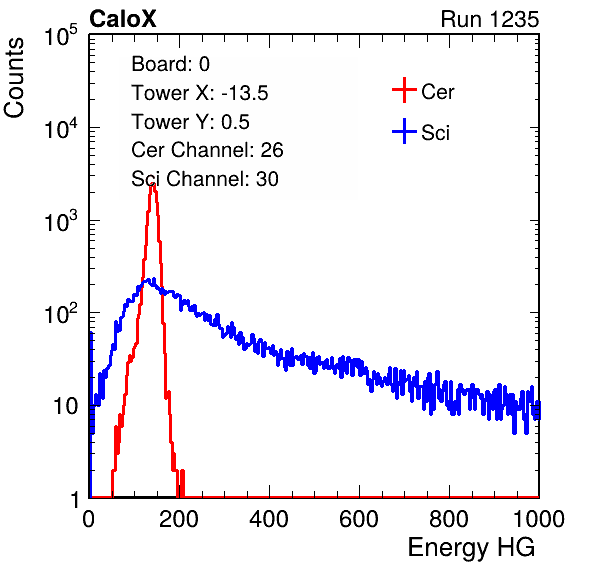 CaloX Run 1235
Counts
10^5
10^4
10^3
10^2
10
1
Board: 0
Tower X: -13.5
Tower Y: 0.5
Cer Channel: 26
Sci Channel: 30
Cer
Sci
0 200 400 600 800 1000
Energy HG